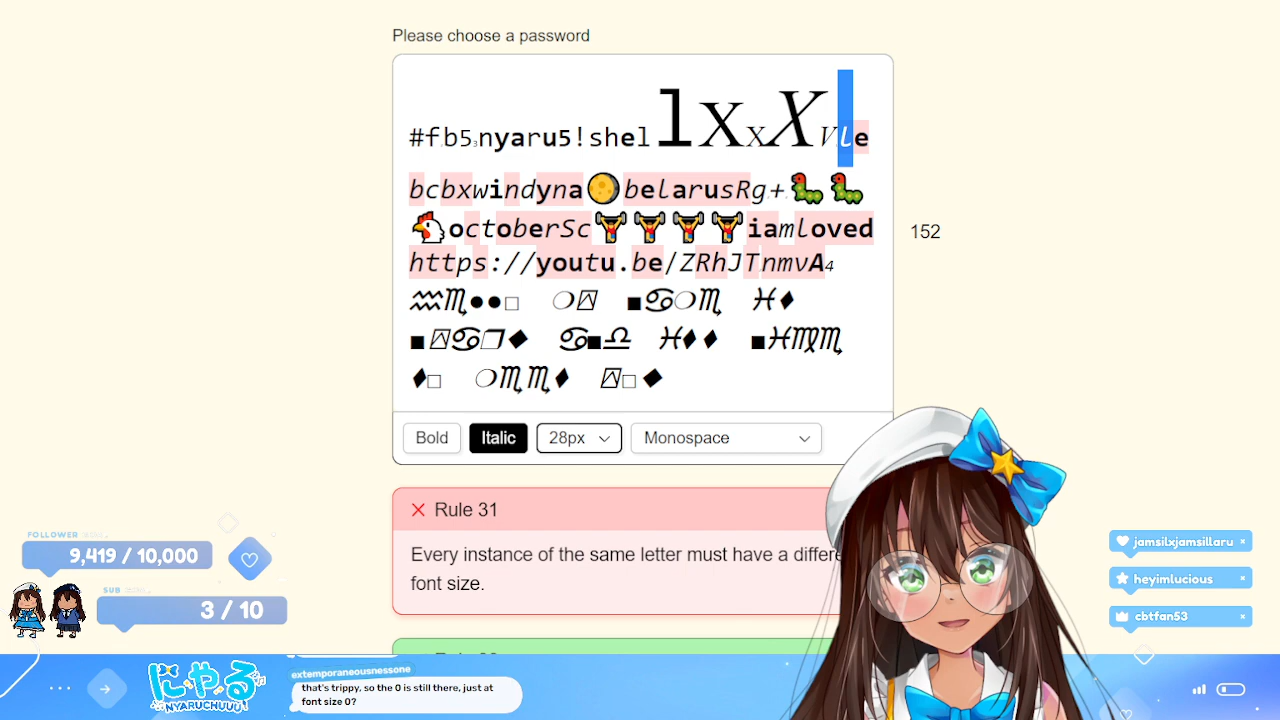 Please choose a password
#fb53nyaru5!shel1XxXVLe
bcbxwindyna🌕belarusRg+🐛🐛
🐔octoberSc🏋️🏋️🏋️🏋️iamloved
152
https://youtu.be/ZRhJTnmvA4
♒♏●●□ ❍⍓ ■♋❍♏ ♓⬧
■⍓♋❒◆ ♋■♎ ♓⬧⬧ ■♓♍♏
⬧□ ❍♏♏⬧ ⍓□◆
Bold Italic 28px Monospace
Rule 31
Every instance of the same letter must have a differe
font size.
FOLLOWER
9,419 / 10,000
SUB
3 / 10
jamsilxjamsillaru
heyimlucious
cbtfan53
にゃる
NYARUCHUUU!
extemporaneousnessone
that's trippy, so the 0 is still there, just at
font size 0?